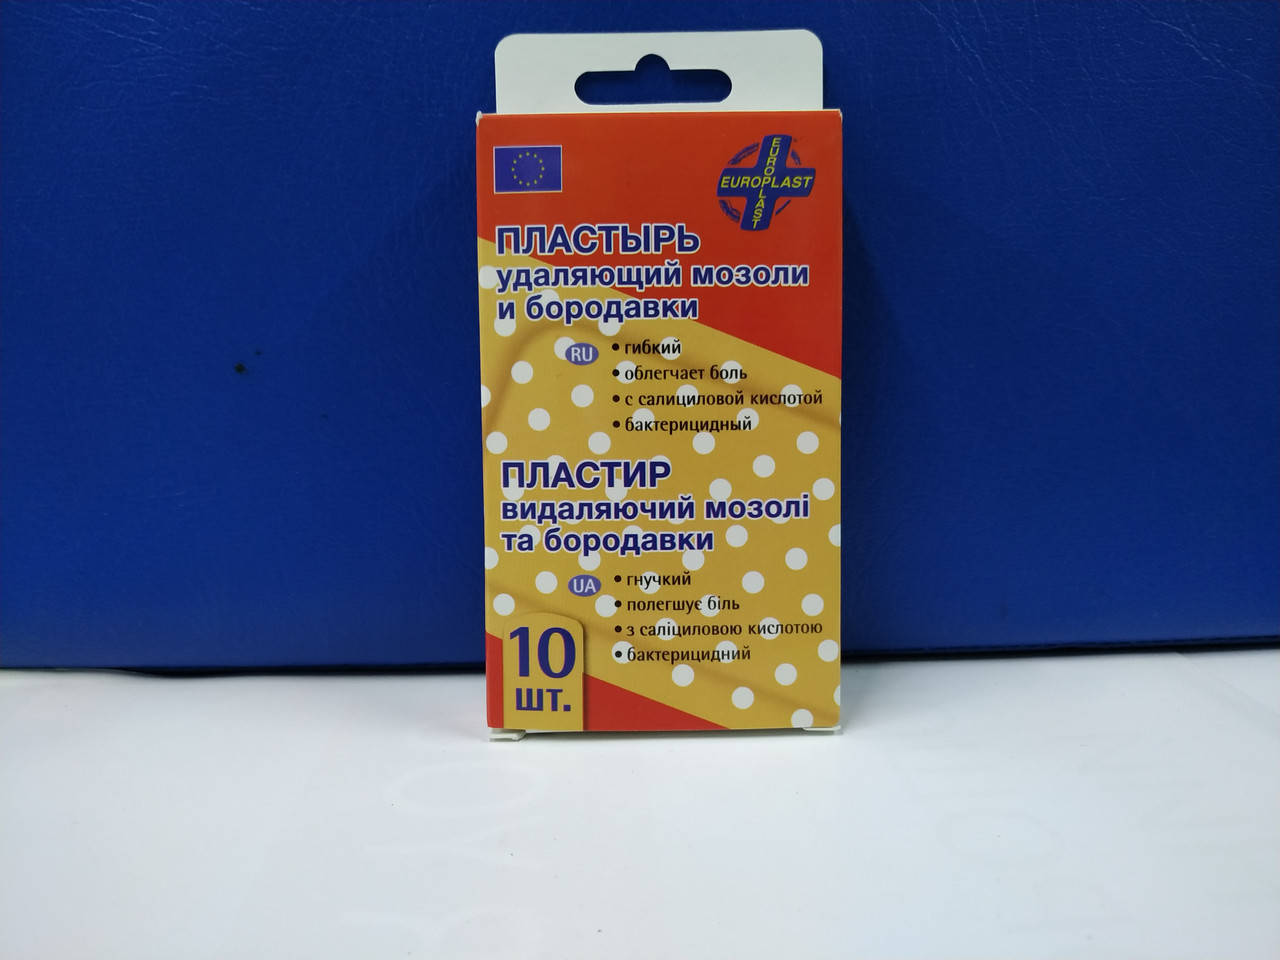 EUROPLAST
EUROPLAST
ПЛАСТЫРЬ
удаляющий мозоли
и бородавки
RU
• гибкий
• облегчает боль
• с салициловой кислотой
• бактерицидный
ПЛАСТИР
видаляючий мозолі
та бородавки
UA
• гнучкий
• полегшує біль
• з саліциловою кислотою
• бактерицидний
10
шт.